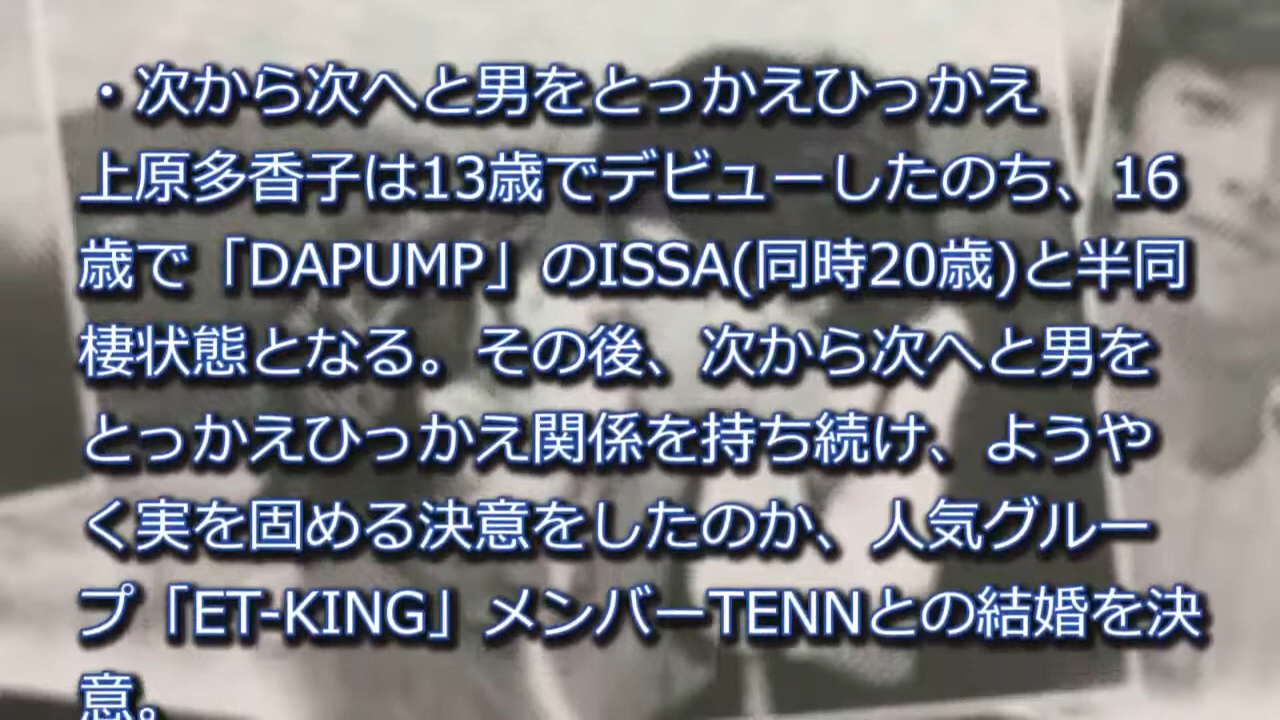 ・次から次へと男をとっかえひっかえ
上原多香子は13歳でデビューしたのち、16
歳で「DAPUMP」のISSA(同時20歳)と半同
棲状態となる。その後、次から次へと男を
とっかえひっかえ関係を持ち続け、ようや
く実を固める決意をしたのか、人気グルー
プ「ET-KING」メンバーTENNとの結婚を決
意。